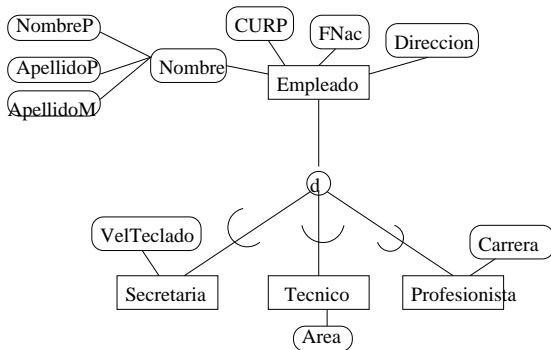 NombreP
CURP
FNac
Direccion
ApellidoP
Nombre
Empleado
ApellidoM
d
VelTeclado
Carrera
Secretaria
Tecnico
Profesionista
Area